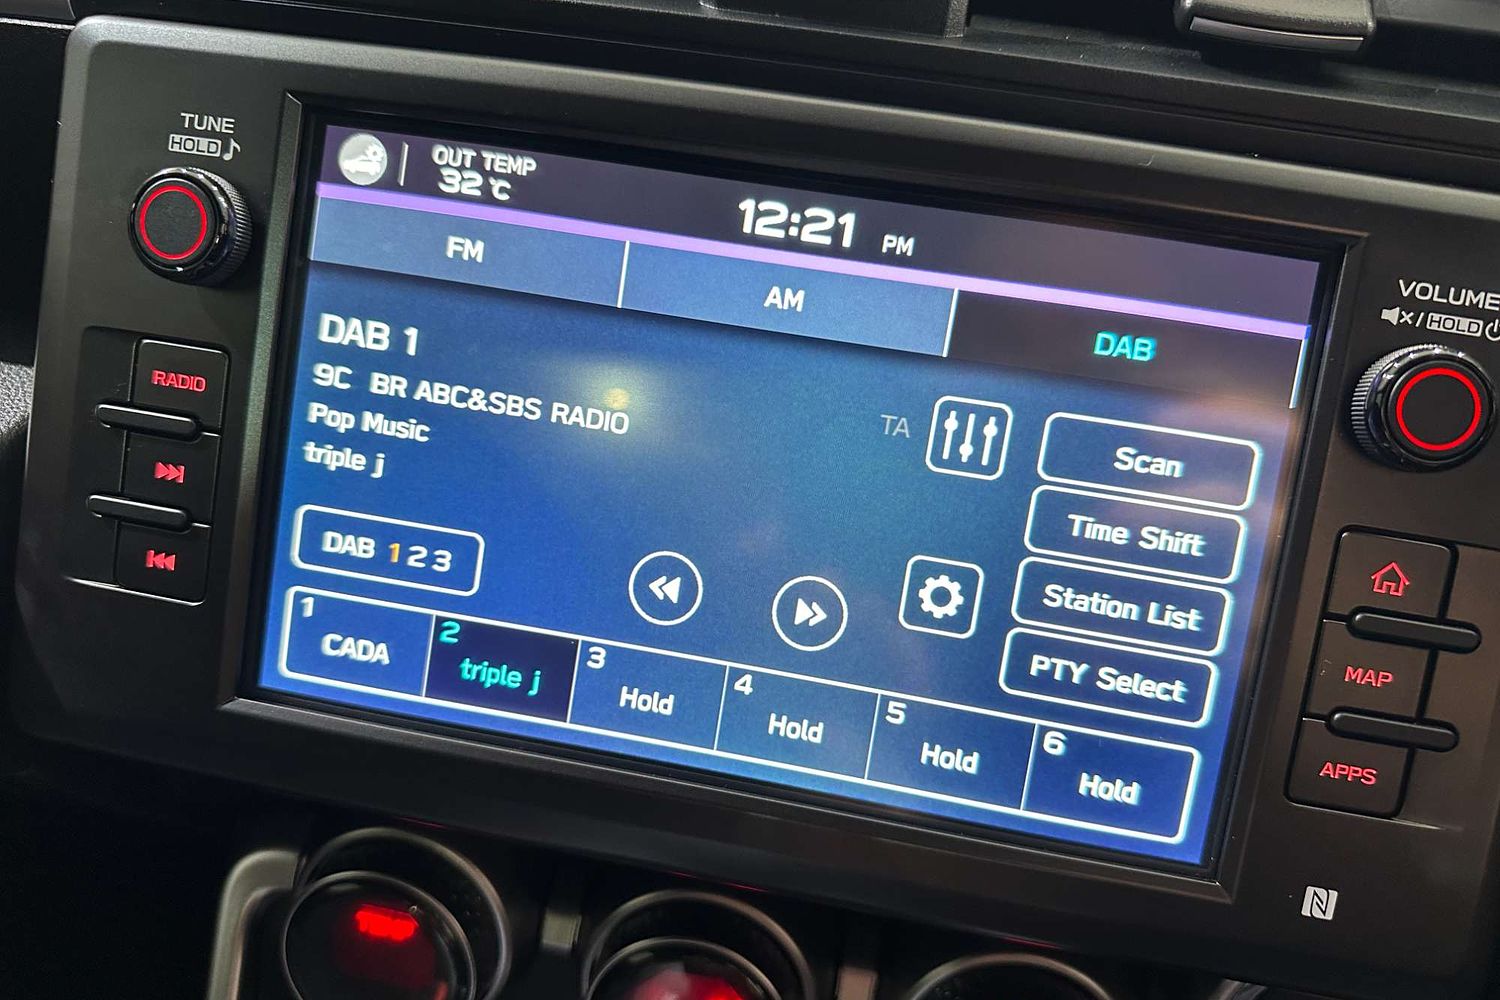 TUNE
HOLD
OUT TEMP
32 °C
12:21 PM
FM
AM
DAB
VOLUME
/ HOLD
DAB 1
9C BR ABC&SBS RADIO
Pop Music
triple j
TA
Scan
Time Shift
Station List
PTY Select
DAB 1 2 3
1
CADA
2
triple j
3
Hold
4
Hold
5
Hold
6
Hold
RADIO
MAP
APPS